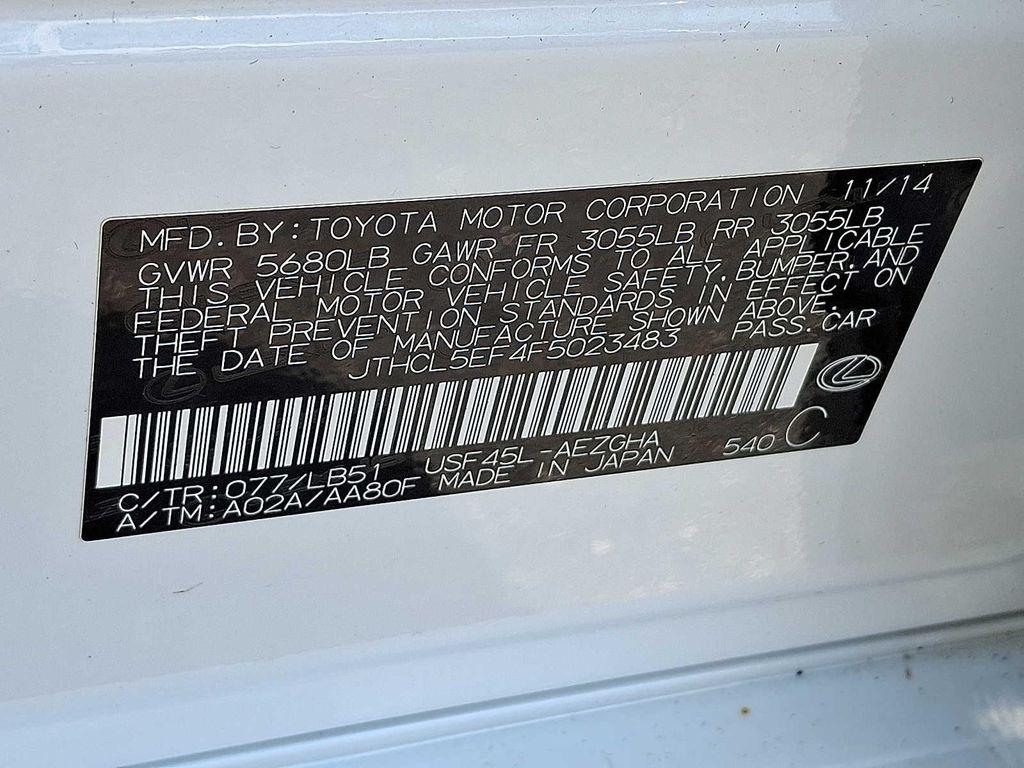 MFD. BY: TOYOTA MOTOR CORPORATION 11/14
GVWR 5680LB GAWR FR 3055LB RR 3055LB
THIS VEHICLE CONFORMS TO ALL APPLICABLE
FEDERAL MOTOR VEHICLE SAFETY, BUMPER, AND
THEFT PREVENTION STANDARDS IN EFFECT ON
THE DATE OF MANUFACTURE SHOWN ABOVE.
JTHCL5EF4F5023483 PASS. CAR
C/TR: 077/LB51 USF45L-AEZGHA 540 C
A/TM: A02A/AA80F MADE IN JAPAN